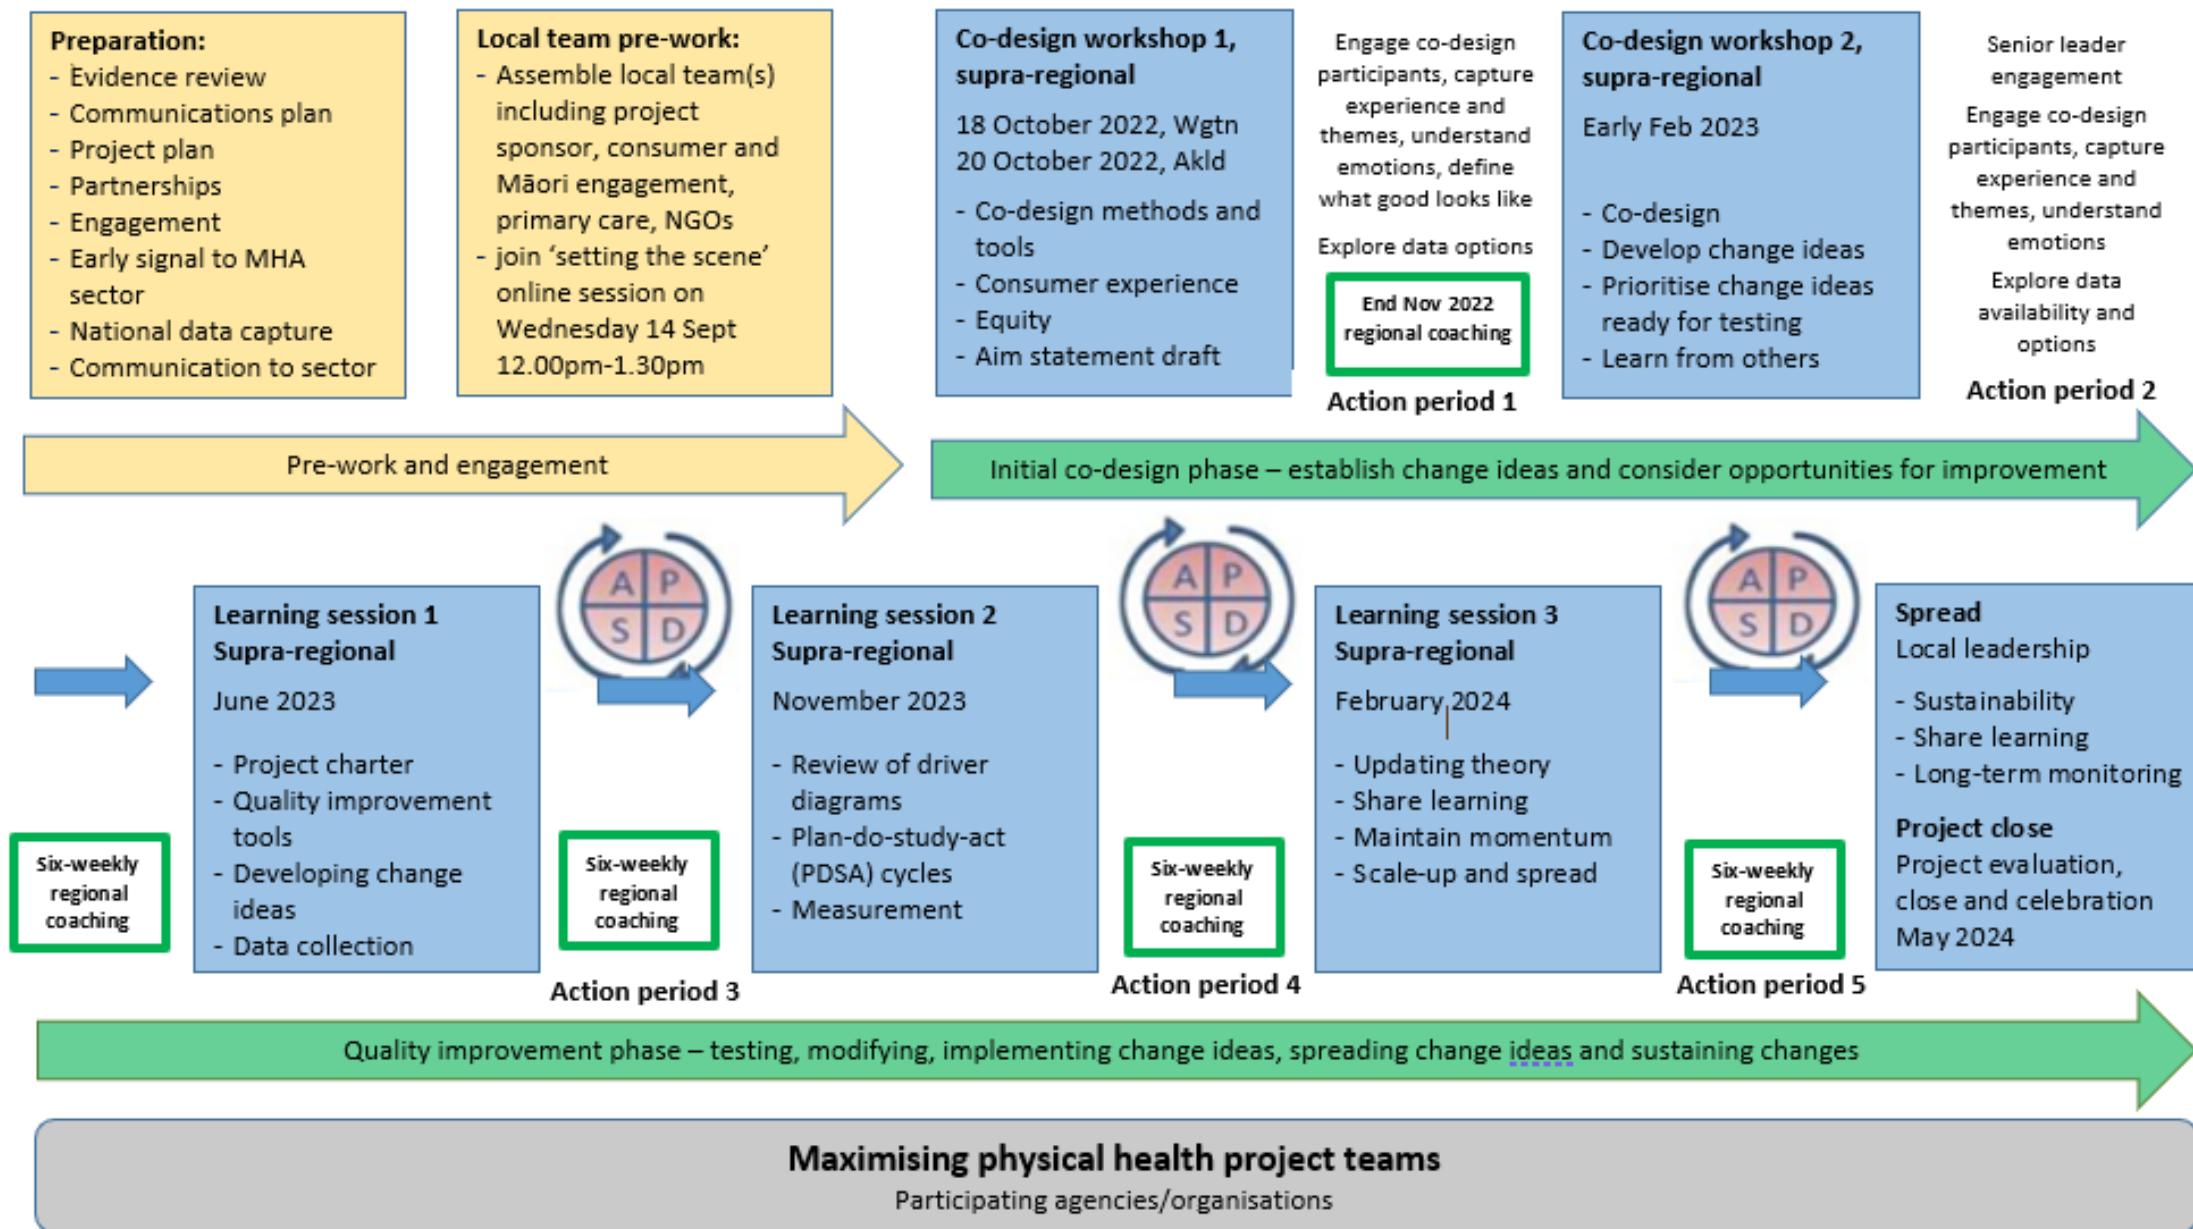 Preparation:
- Evidence review
- Communications plan
- Project plan
- Partnerships
- Engagement
- Early signal to MHA
sector
- National data capture
- Communication to sector
Local team pre-work:
- Assemble local team(s)
including project
sponsor, consumer and
Māori engagement,
primary care, NGOs
- join ‘setting the scene’
online session on
Wednesday 14 Sept
12.00pm-1.30pm
Co-design workshop 1,
supra-regional
18 October 2022, Wgtn
20 October 2022, Akld
- Co-design methods and
tools
- Consumer experience
- Equity
- Aim statement draft
Engage co-design
participants, capture
experience and
themes, understand
emotions, define
what good looks like
Explore data options
End Nov 2022
regional coaching
Action period 1
Co-design workshop 2,
supra-regional
Early Feb 2023
- Co-design
- Develop change ideas
- Prioritise change ideas
ready for testing
- Learn from others
Senior leader
engagement
Engage co-design
participants, capture
experience and
themes, understand
emotions
Explore data
availability and
options
Action period 2
Pre-work and engagement
Initial co-design phase – establish change ideas and consider opportunities for improvement
Six-weekly
regional
coaching
Learning session 1
Supra-regional
June 2023
- Project charter
- Quality improvement
tools
- Developing change
ideas
- Data collection
A P
S D
Six-weekly
regional
coaching
Action period 3
Learning session 2
Supra-regional
November 2023
- Review of driver
diagrams
- Plan-do-study-act
(PDSA) cycles
- Measurement
A P
S D
Six-weekly
regional
coaching
Action period 4
Learning session 3
Supra-regional
February 2024
- Updating theory
- Share learning
- Maintain momentum
- Scale-up and spread
A P
S D
Six-weekly
regional
coaching
Action period 5
Spread
Local leadership
- Sustainability
- Share learning
- Long-term monitoring
Project close
Project evaluation,
close and celebration
May 2024
Quality improvement phase – testing, modifying, implementing change ideas, spreading change ideas and sustaining changes
Maximising physical health project teams
Participating agencies/organisations